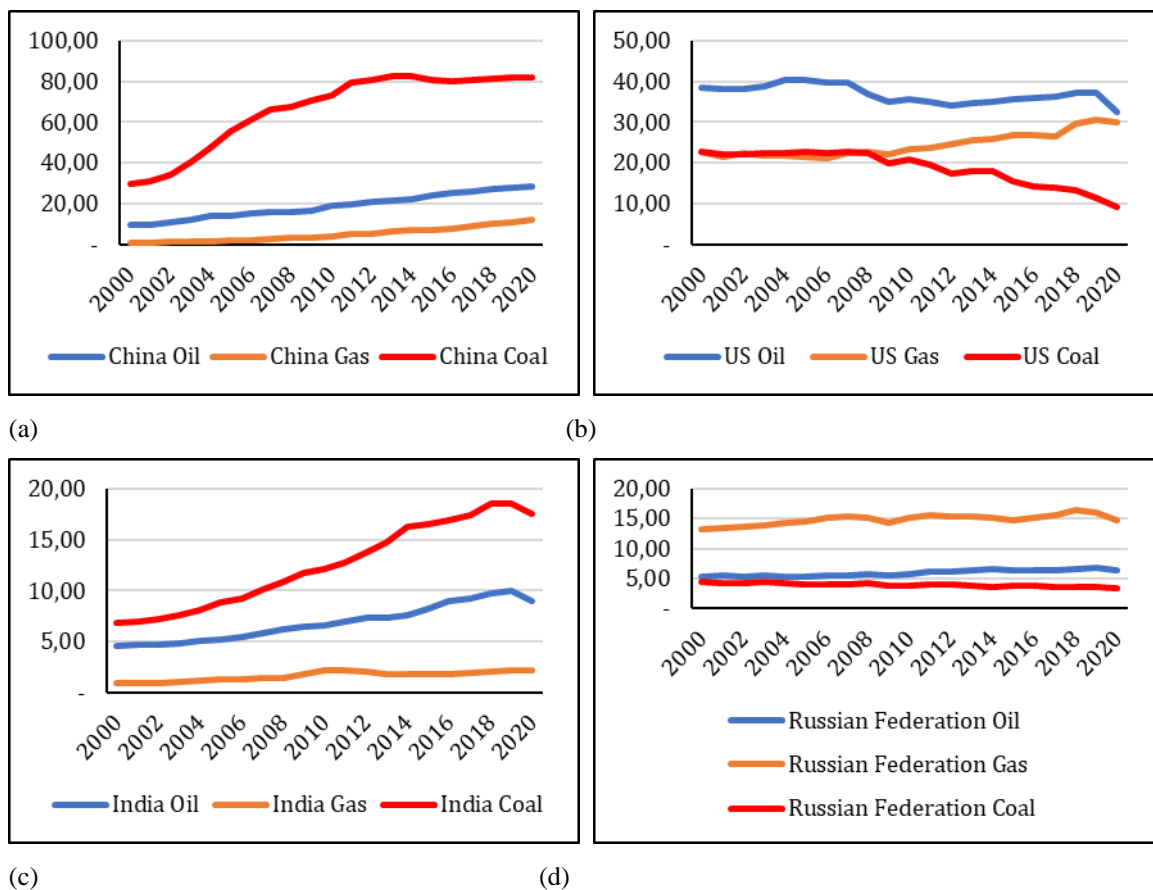 100,00
80,00
60,00
40,00
20,00
-
2000 2002 2004 2006 2008 2010 2012 2014 2016 2018 2020
China Oil China Gas China Coal
50,00
40,00
30,00
20,00
10,00
-
2000 2002 2004 2006 2008 2010 2012 2014 2016 2018 2020
US Oil US Gas US Coal
(a) (b)
20,00
15,00
10,00
5,00
-
2000 2002 2004 2006 2008 2010 2012 2014 2016 2018 2020
India Oil India Gas India Coal
20,00
15,00
10,00
5,00
-
2000 2002 2004 2006 2008 2010 2012 2014 2016 2018 2020
Russian Federation Oil
Russian Federation Gas
Russian Federation Coal
(c) (d)